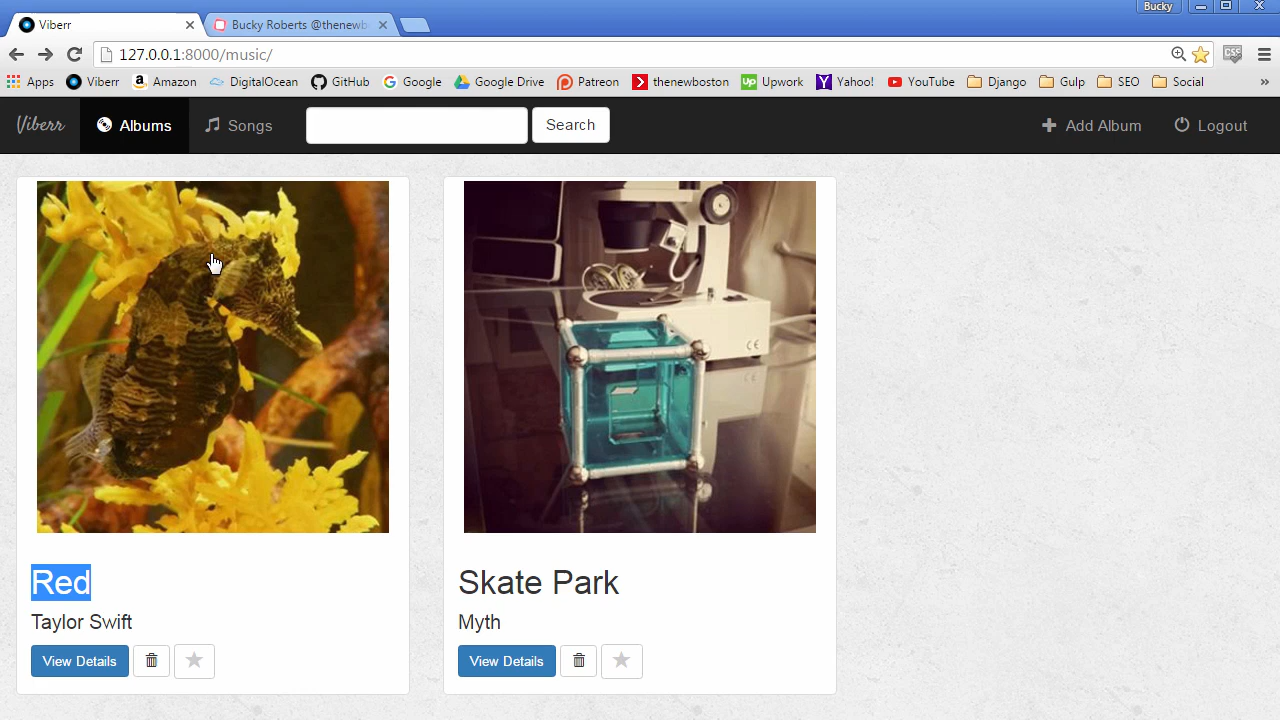 Bucky
Viberr
Bucky Roberts @thenewb
127.0.0.1:8000/music/
Apps Viberr Amazon DigitalOcean GitHub Google Google Drive Patreon thenewboston Upwork Yahoo! YouTube Django Gulp SEO Social »
Viberr Albums Songs Search Add Album Logout
Red
Taylor Swift
View Details
Skate Park
Myth
View Details